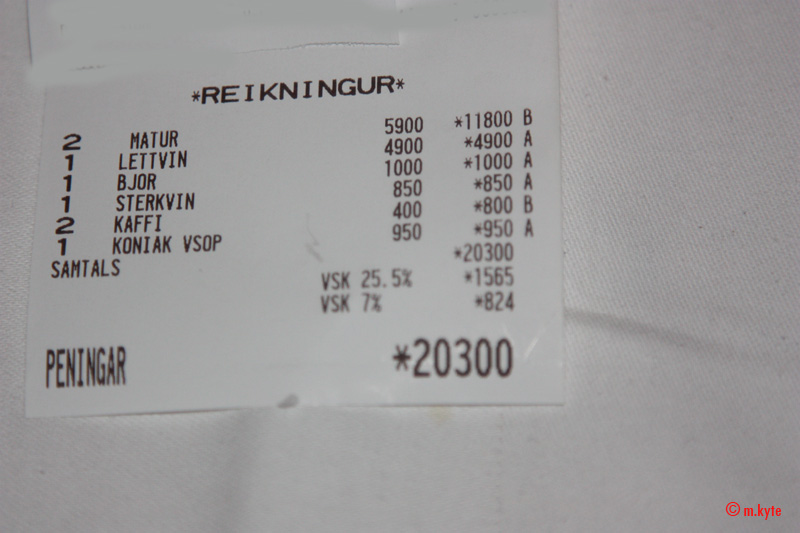 *REIKNINGUR*
2 MATUR 5900 *11800 B
1 LETTVIN 4900 *4900 A
1 BJOR 1000 *1000 A
1 STERKVIN 850 *850 A
2 KAFFI 400 *800 B
1 KONIAK VSOP 950 *950 A
SAMTALS *20300
VSK 25.5% *1565
VSK 7% *824
PENINGAR *20300
© m.kyte